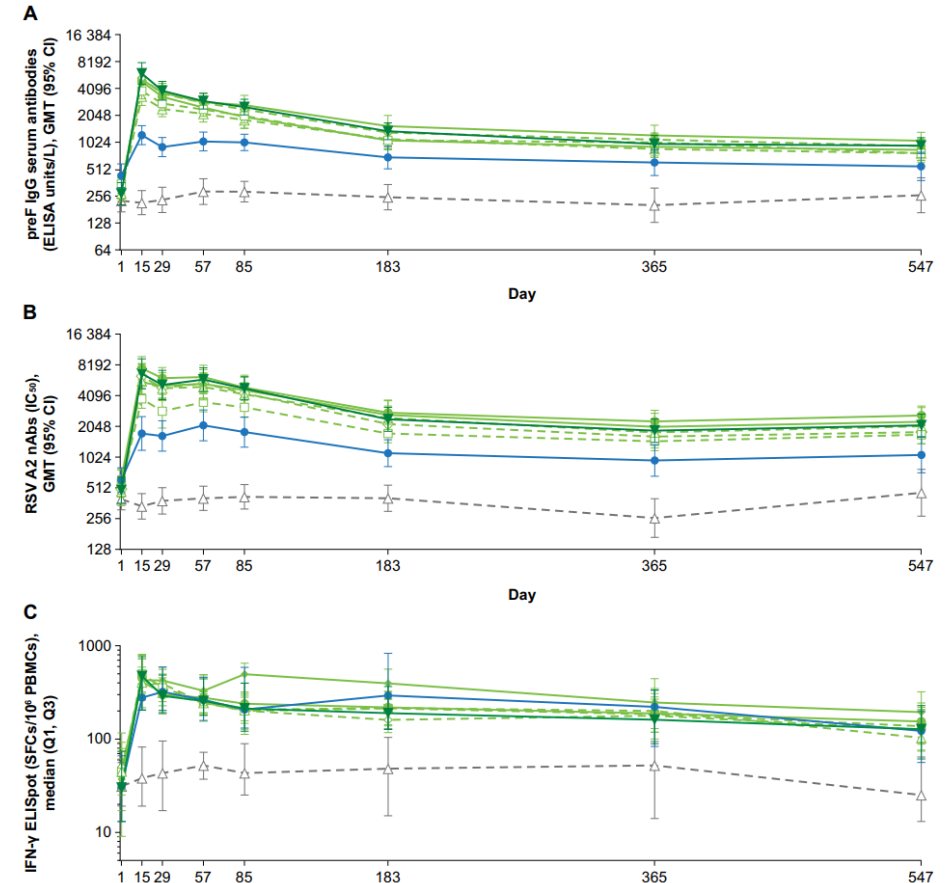 A
preF IgG serum antibodies
(ELISA units/L), GMT (95% CI)
16 384
8192
4096
2048
1024
512
256
128
64
1 15 29 57 85 183 365 547
Day
B
RSV A2 nAbs (IC₅₀),
GMT (95% CI)
16 384
8192
4096
2048
1024
512
256
128
1 15 29 57 85 183 365 547
Day
C
IFN-γ ELISpot (SFCs/10⁶ PBMCs),
median (Q1, Q3)
1000
100
10
1 15 29 57 85 183 365 547